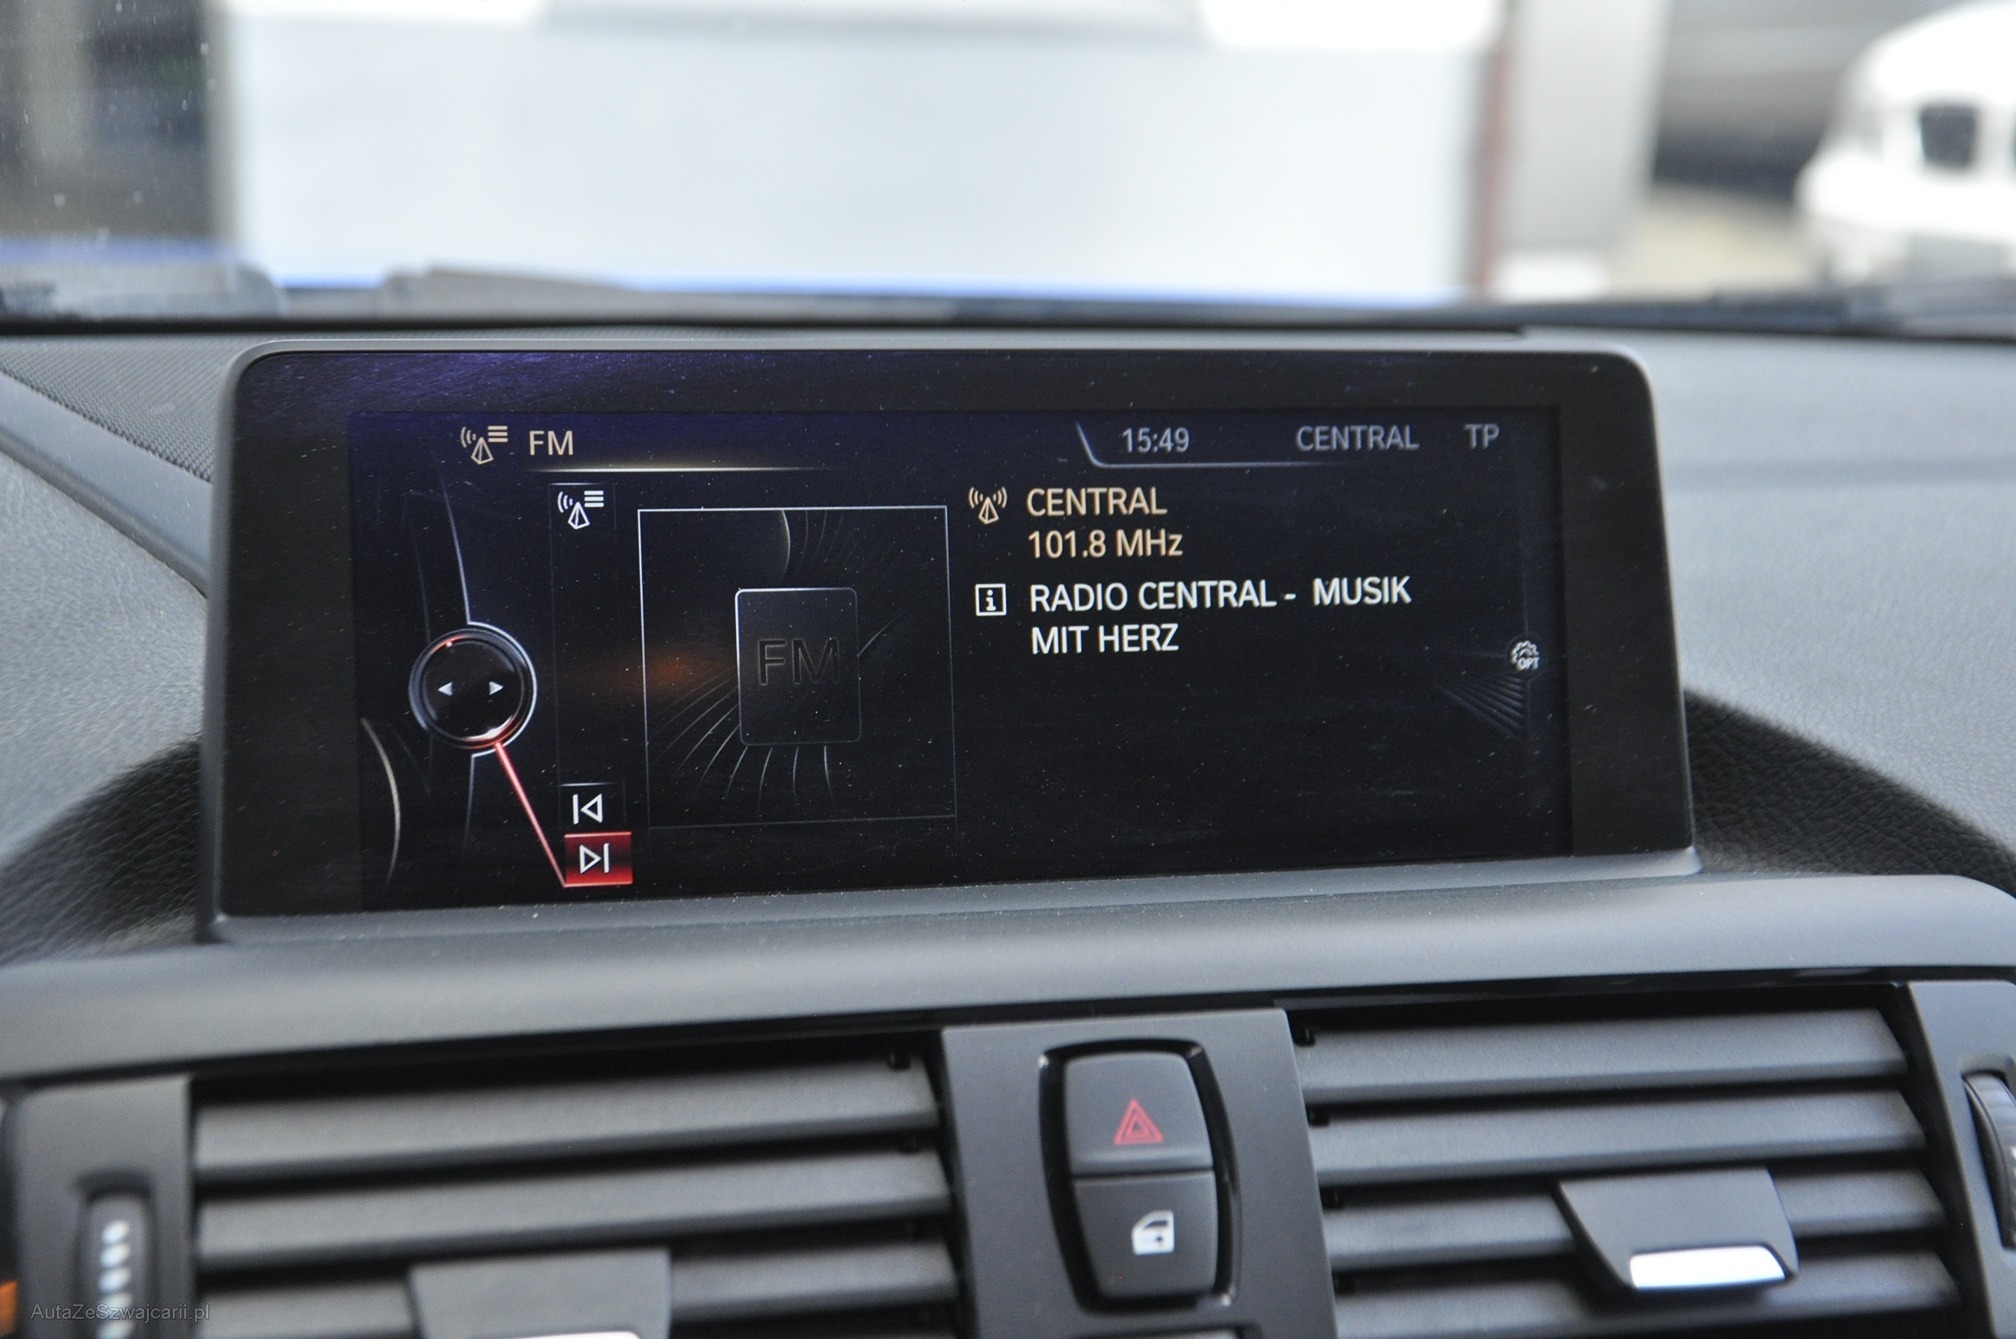 FM
15:49 CENTRAL TP
CENTRAL
101.8 MHz
RADIO CENTRAL - MUSIK
MIT HERZ
FM
OPT
AutaZeSzwajcarii.pl